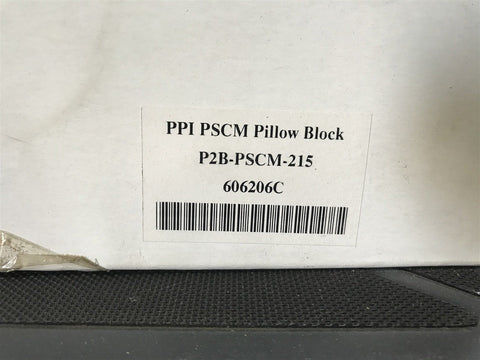 PPI PSCM Pillow Block
P2B-PSCM-215
606206C